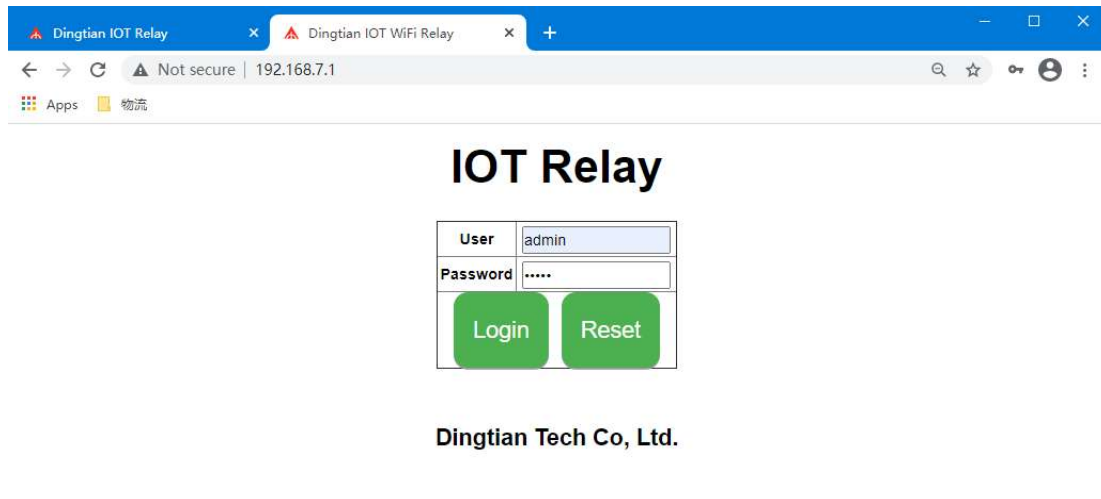 Dingtian IOT Relay
Dingtian IOT WiFi Relay
Not secure | 192.168.7.1
Apps 物流
IOT Relay
User admin
Password •••••
Login Reset
Dingtian Tech Co, Ltd.